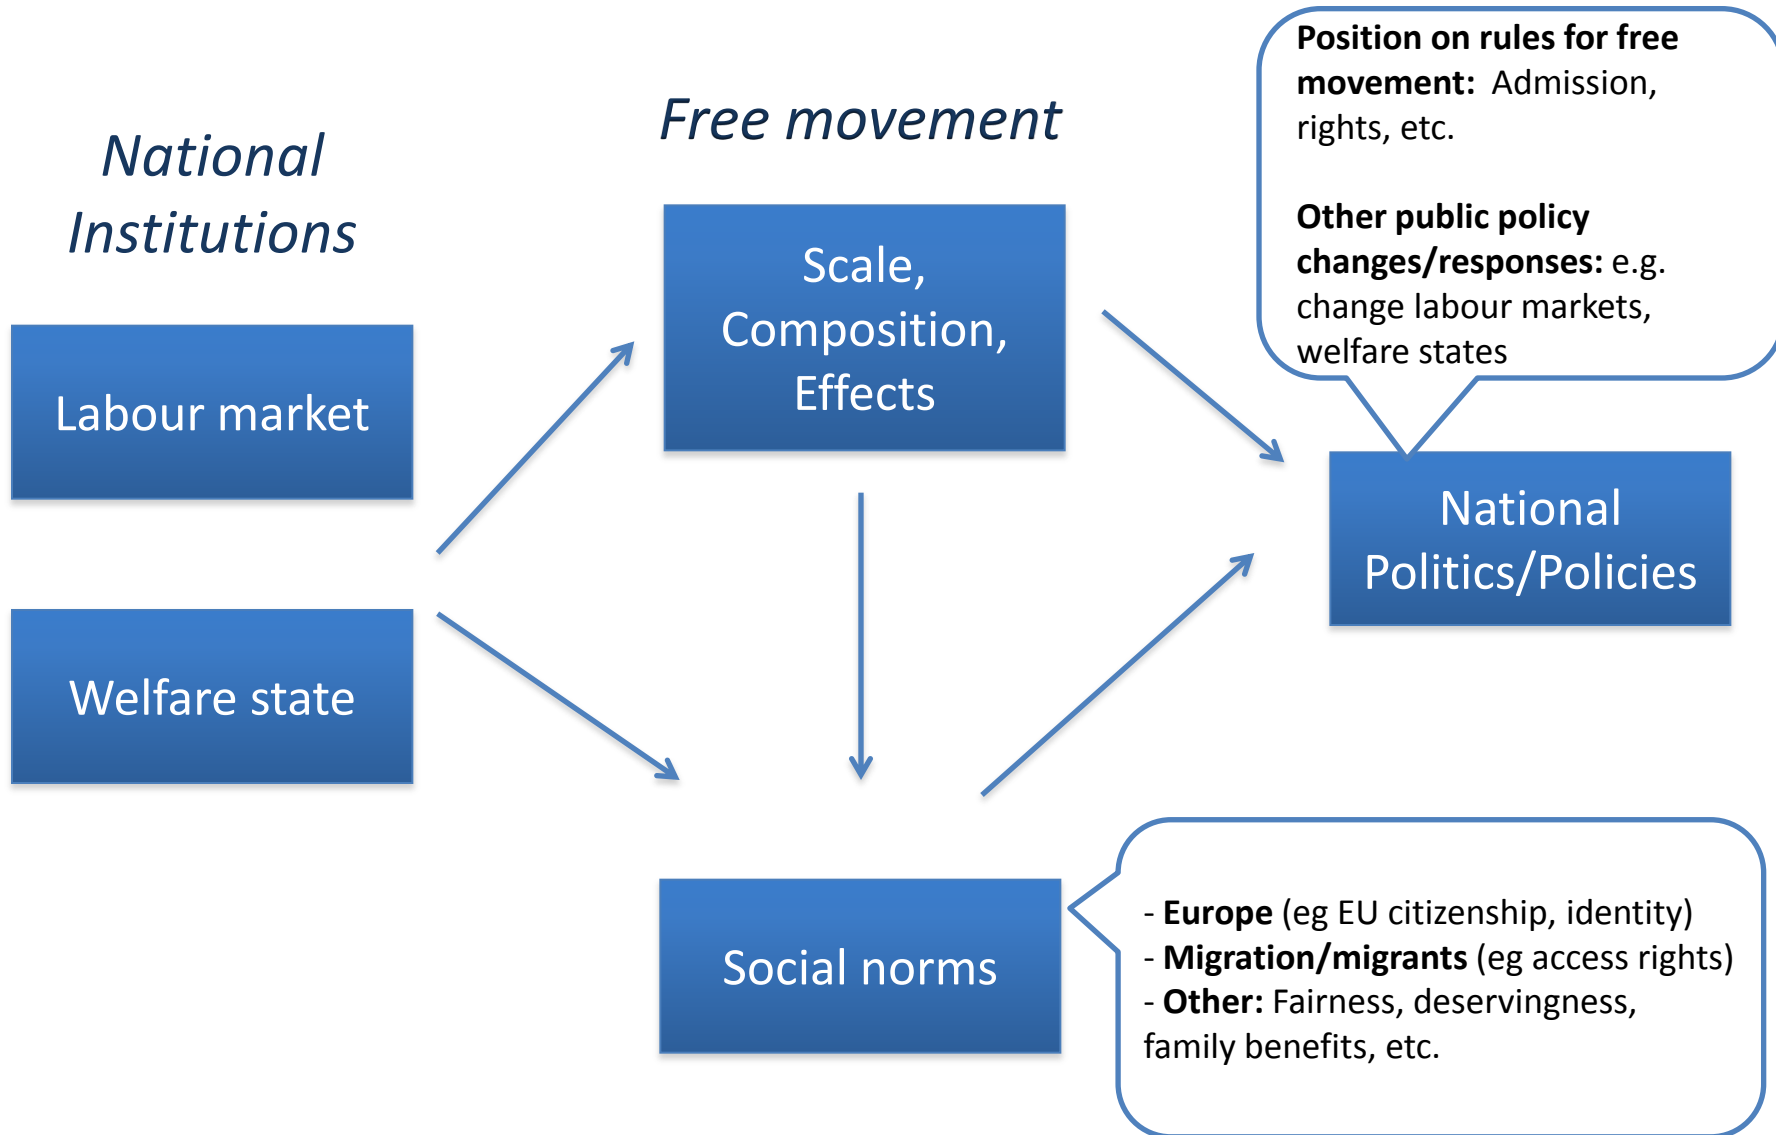 National
Institutions
Labour market
Welfare state
Free movement
Scale,
Composition,
Effects
Social norms
Position on rules for free
movement:  Admission,
rights, etc.
Other public policy
changes/responses: e.g.
change labour markets,
welfare states
National
Politics/Policies
- Europe (eg EU citizenship, identity)
- Migration/migrants (eg access rights)
- Other: Fairness, deservingness,
family benefits, etc.